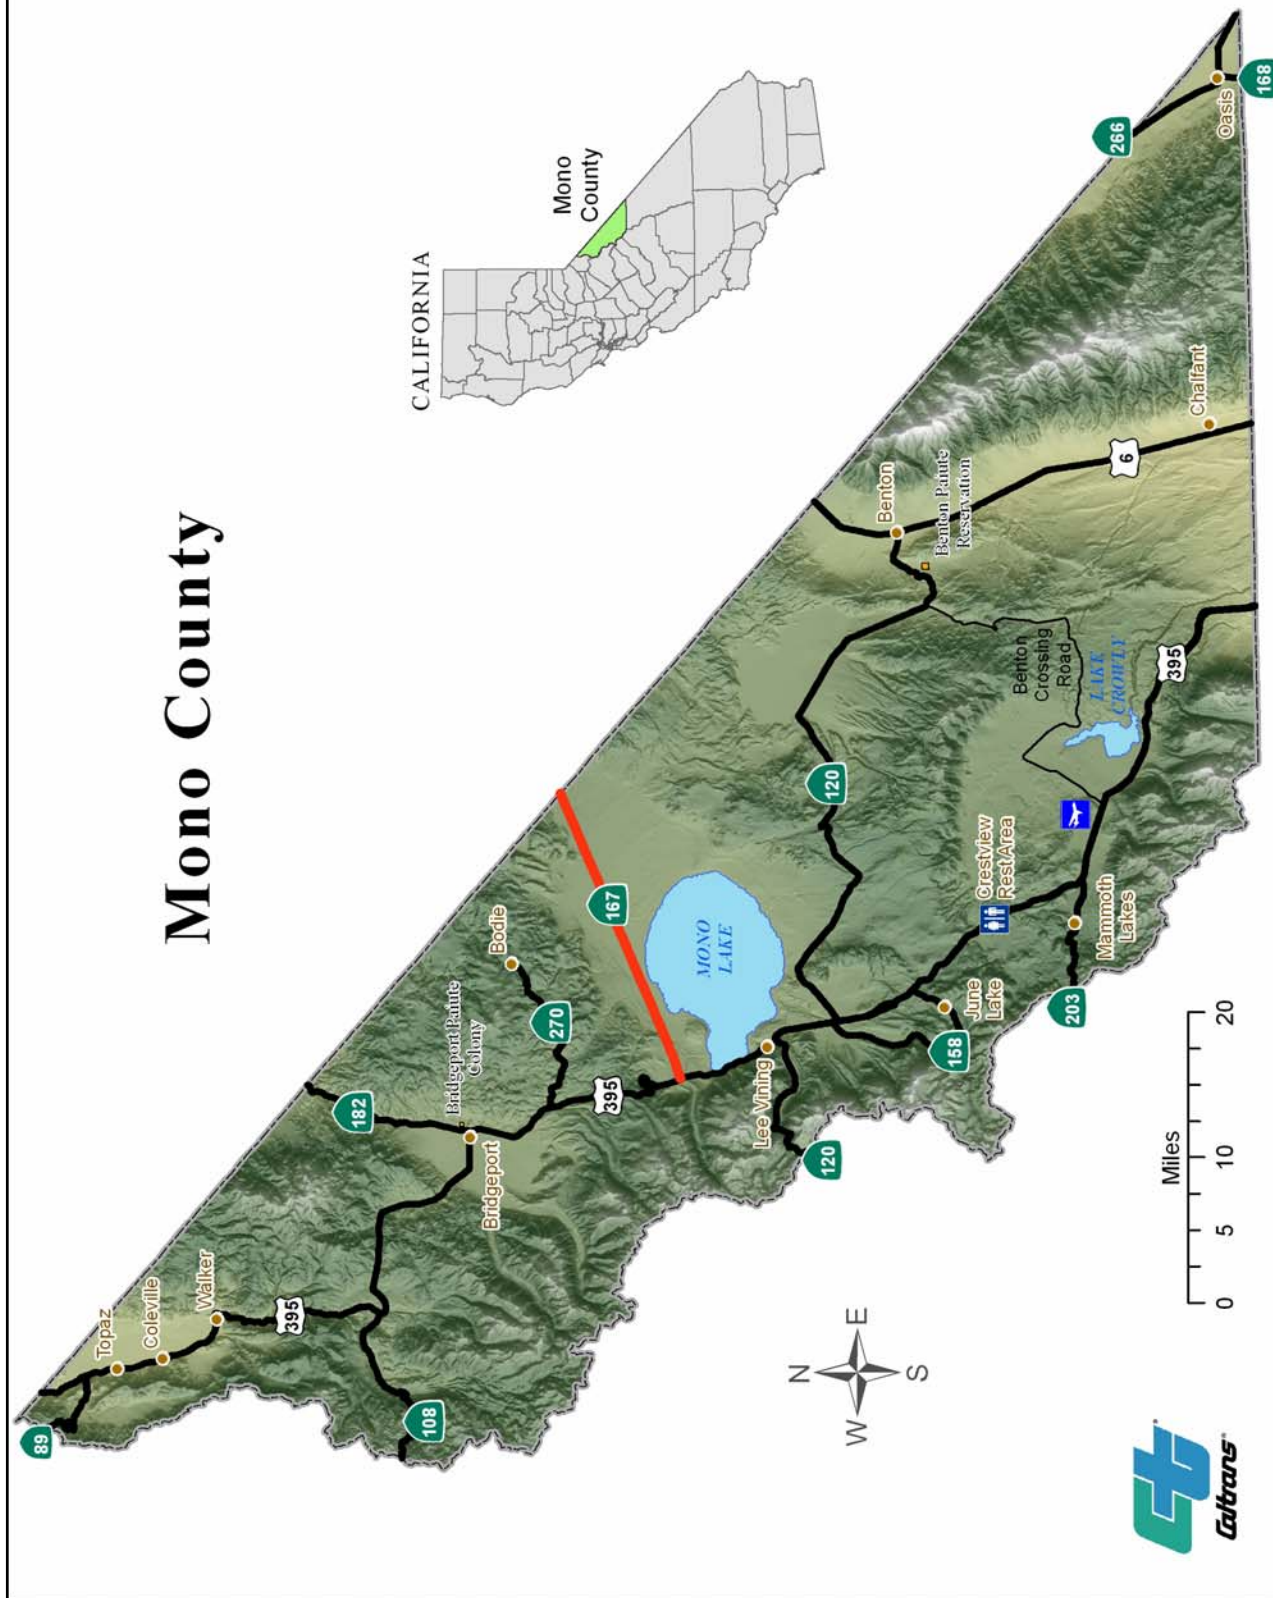 Mono County
CALIFORNIA
Mono
County
89
Topaz
Coleville
Walker
395
108
182
Bridgeport Paiute
Colony
Bridgeport
270
Bodie
395
167
MONO
LAKE
Lee Vining
120
120
158
June
Lake
Crestview
Rest Area
203
Mammoth
Lakes
Benton
Benton Paiute
Reservation
Benton
Crossing
Road
LAKE
CROWLY
395
6
Chalfant
266
Oasis
168
N
W E
S
Miles
0 5 10 20
Caltrans®